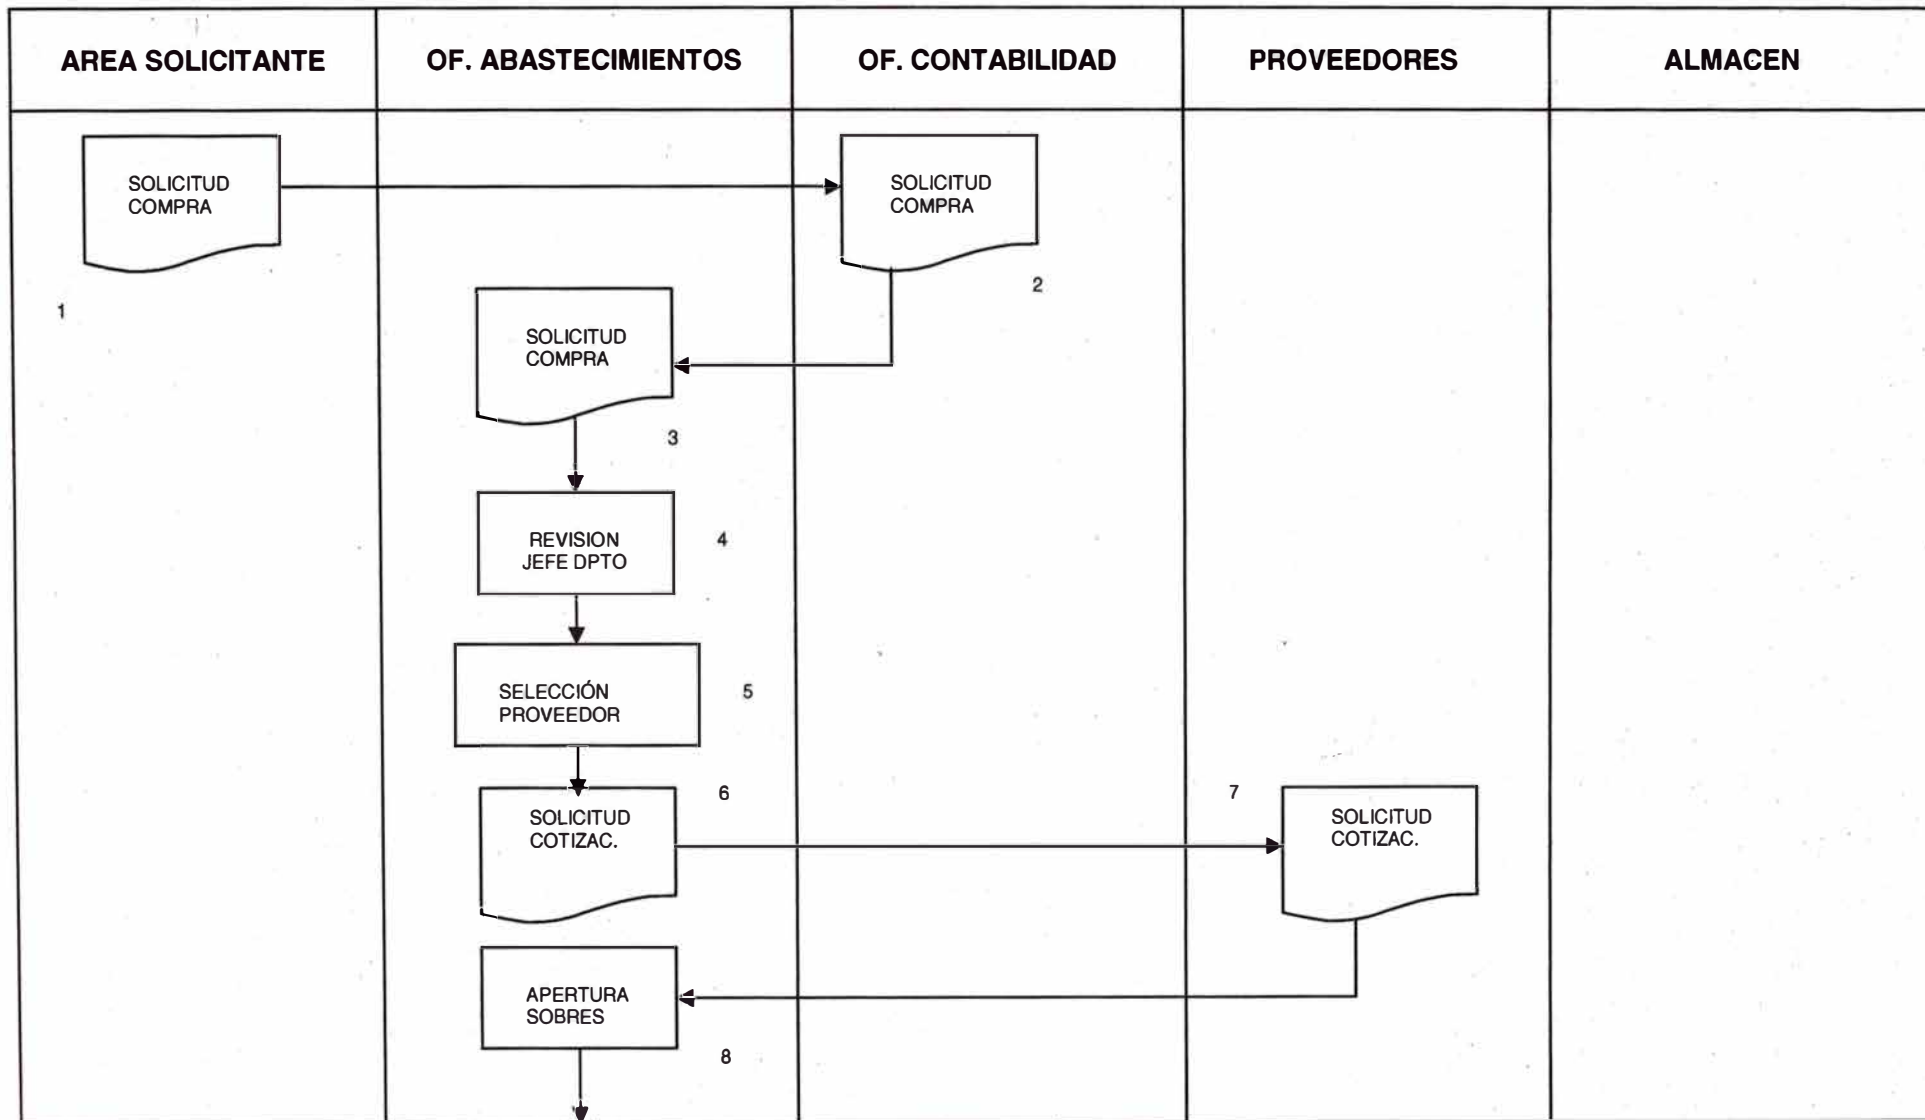 AREA SOLICITANTE
OF. ABASTECIMIENTOS
OF. CONTABILIDAD
PROVEEDORES
ALMACEN
SOLICITUD
COMPRA
1
SOLICITUD
COMPRA
2
SOLICITUD
COMPRA
3
REVISION
JEFE DPTO
4
SELECCIÓN
PROVEEDOR
5
SOLICITUD
COTIZAC.
6
7
SOLICITUD
COTIZAC.
APERTURA
SOBRES
8